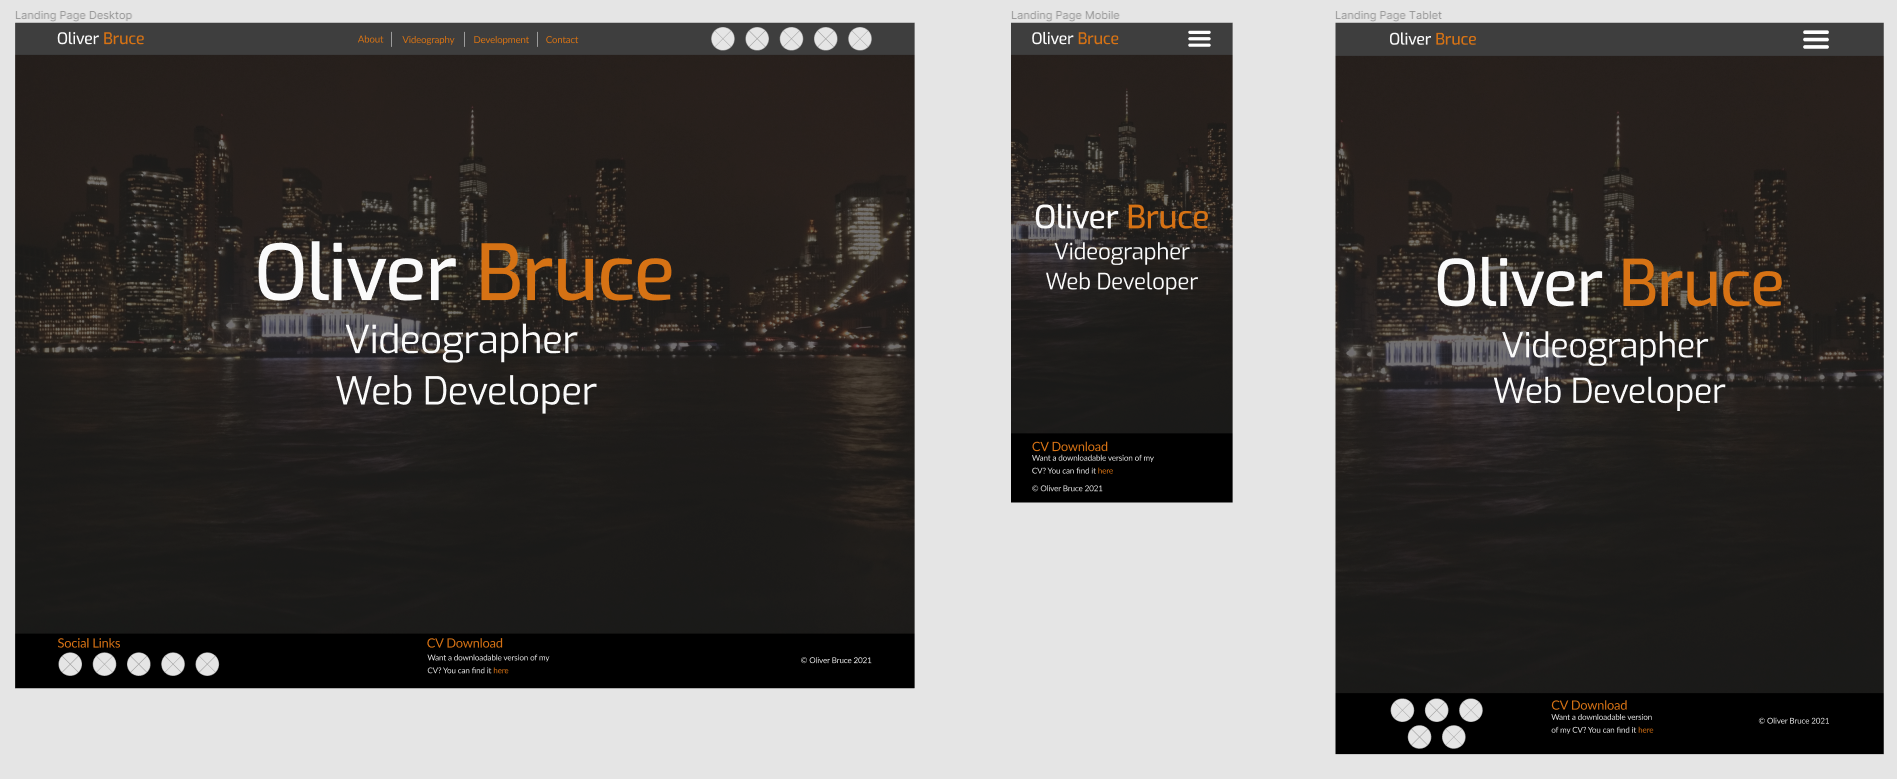 Landing Page Desktop
Oliver Bruce
About
Videography
Development
Contact
Oliver Bruce
Videographer
Web Developer
Social Links
CV Download
Want a downloadable version of my
CV? You can find it here
© Oliver Bruce 2021
Landing Page Mobile
Oliver Bruce
Oliver Bruce
Videographer
Web Developer
CV Download
Want a downloadable version of my
CV? You can find it here
© Oliver Bruce 2021
Landing Page Tablet
Oliver Bruce
Oliver Bruce
Videographer
Web Developer
CV Download
Want a downloadable version
of my CV? You can find it here
© Oliver Bruce 2021